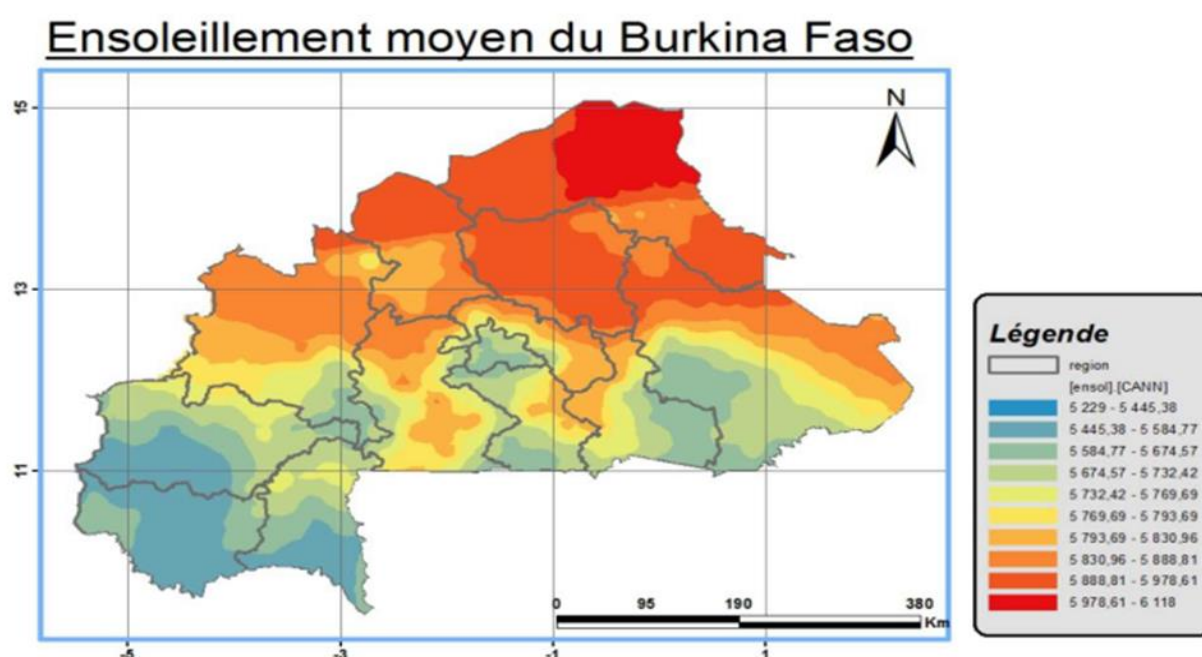 Ensoleillement moyen du Burkina Faso
15
N
13
11
Légende
region
[ensol].[CANN]
5 229 - 5 445,38
5 445,38 - 5 584,77
5 584,77 - 5 674,57
5 674,57 - 5 732,42
5 732,42 - 5 769,69
5 769,69 - 5 793,69
5 793,69 - 5 830,96
5 830,96 - 5 888,81
5 888,81 - 5 978,61
5 978,61 - 6 118
0 95 190 380
Km
-5 -3 -1 1